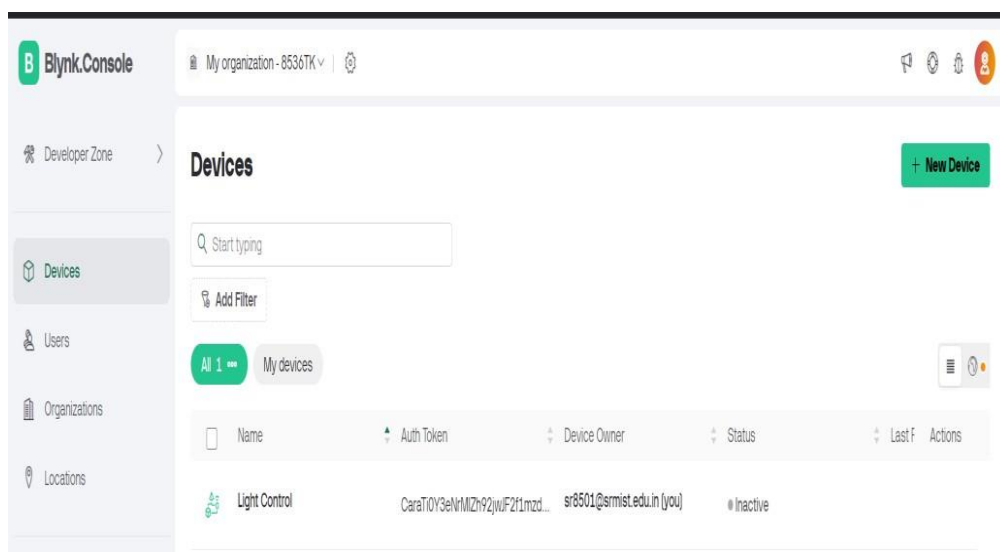 B Blynk.Console
My organization - 8536TK
Developer Zone
Devices
+ New Device
Start typing
Devices
Add Filter
Users
All 1
My devices
Organizations
Name Auth Token Device Owner Status Last F Actions
Locations
Light Control sr8501@srmist.edu.in (you) Inactive